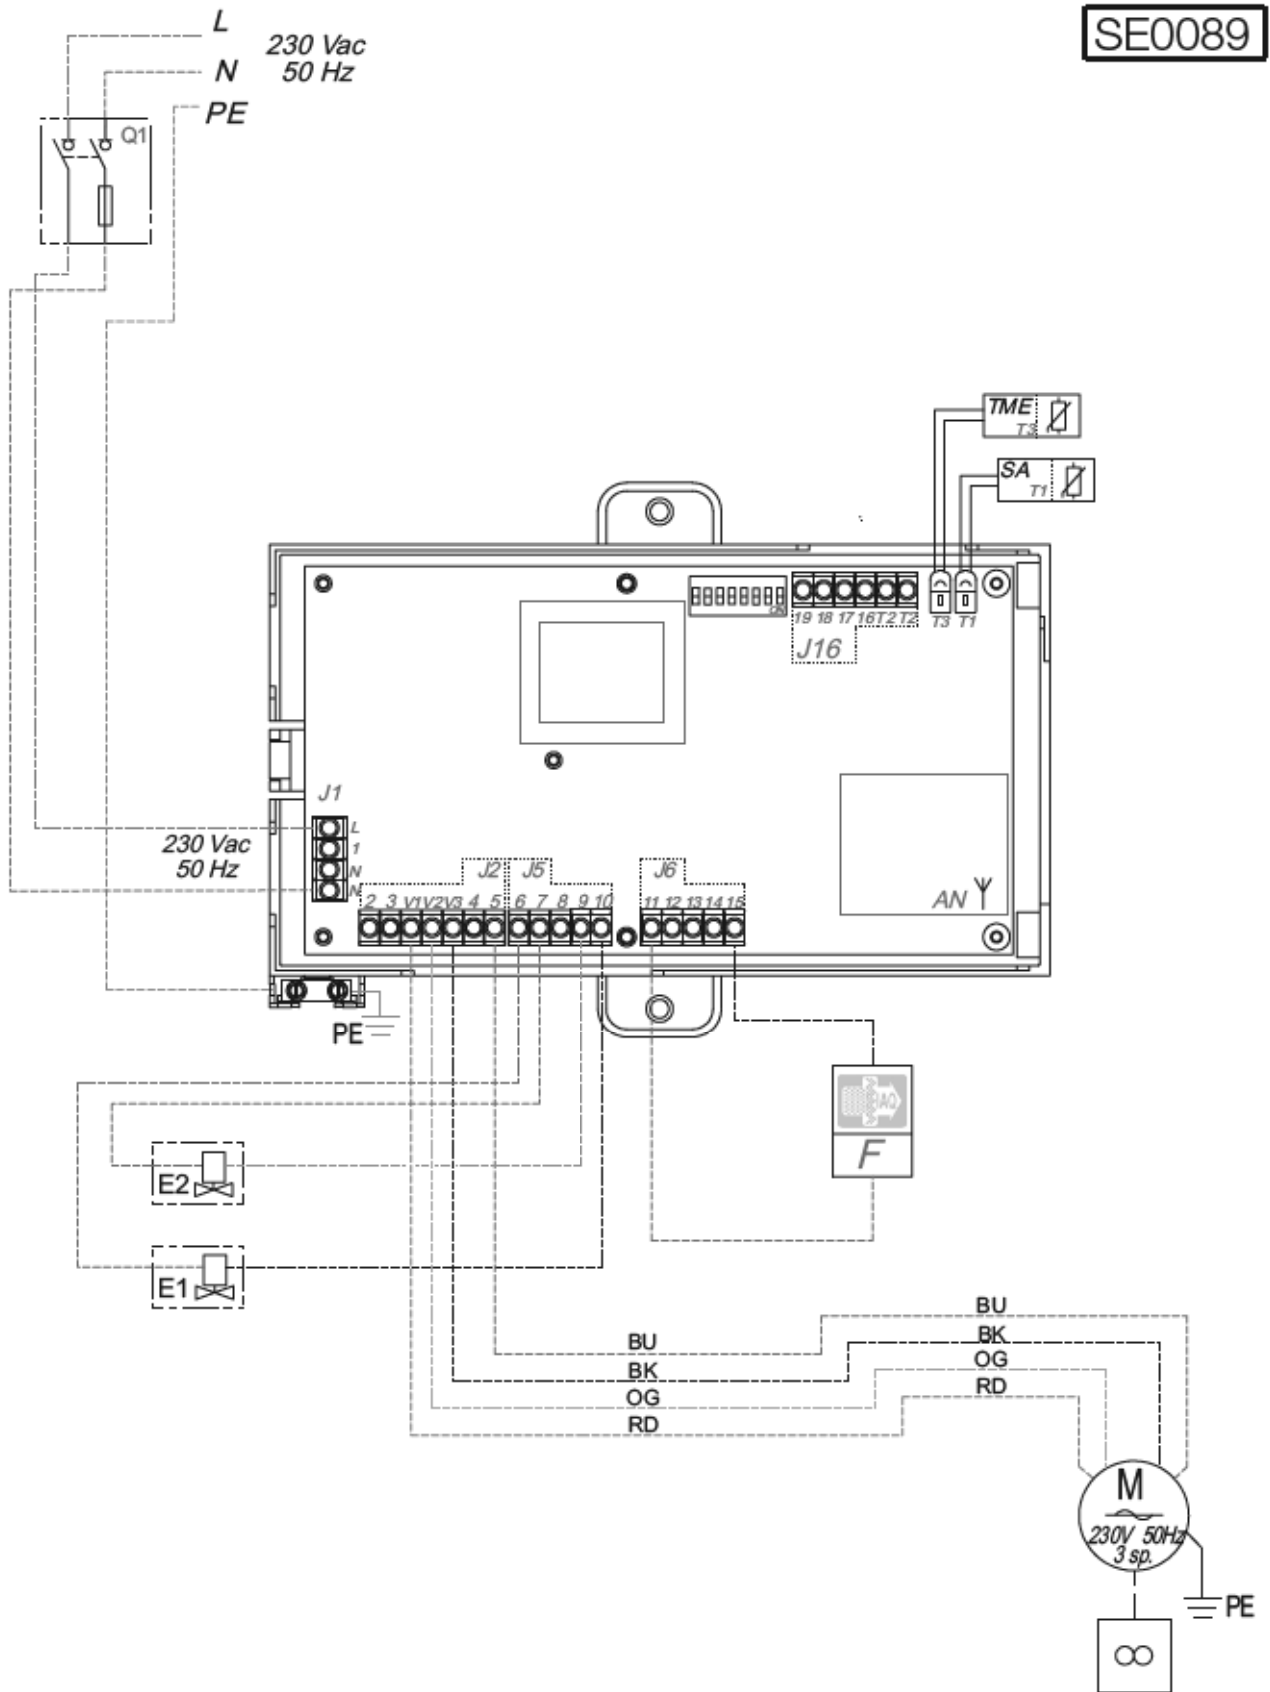 SE0089
L
230 Vac
N 50 Hz
PE
Q1
TME
T3
SA
T1
ON
19 18 17 16 T2 T2 T3 T1
J16
J1
L
1
N
N
230 Vac
50 Hz
J2 J5 J6
2 3 V1 V2 V3 4 5 6 7 8 9 10 11 12 13 14 15
AN
PE
IAQ
F
E2
E1
BU
BK
OG
RD
BU
BK
OG
RD
M
230V 50Hz
3 sp.
PE